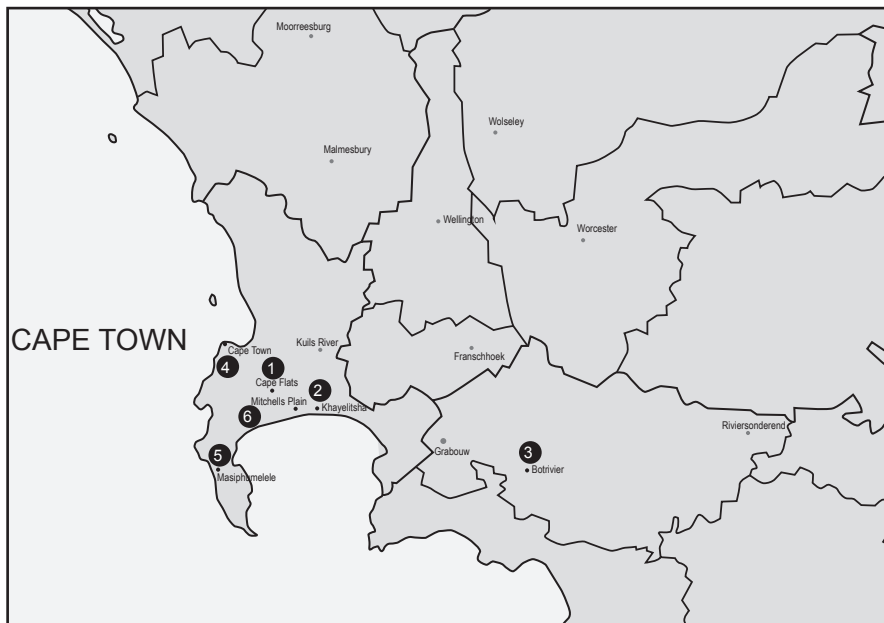 Moorreesburg
Wolseley
Malmesbury
Wellington
Worcester
CAPE TOWN
Cape Town
Kuils River
Franschhoek
4
1
Cape Flats
2
Mitchells Plain
Khayelitsha
6
Riviersonderend
Grabouw
3
5
Botrivier
Masiphumelele